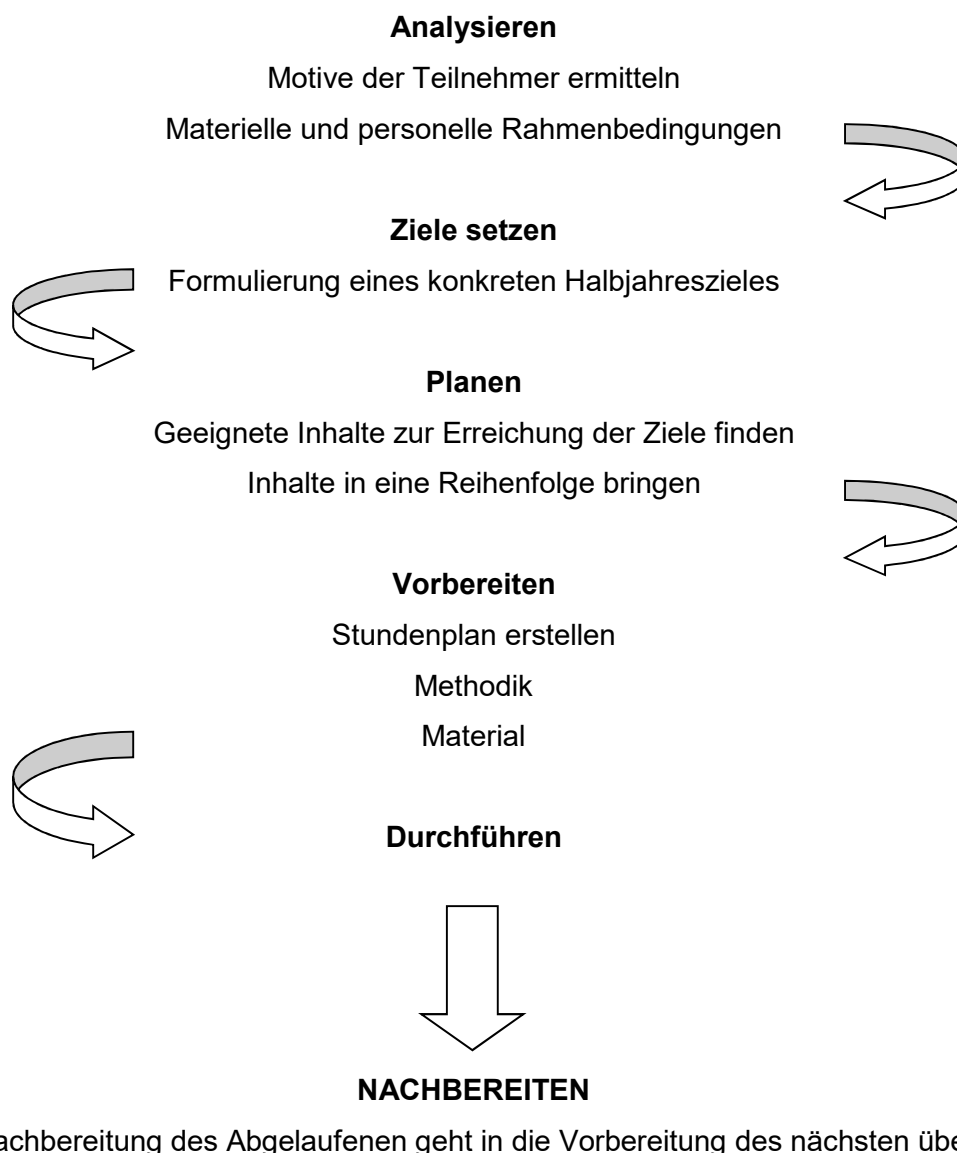 Analysieren
Motive der Teilnehmer ermitteln
Materielle und personelle Rahmenbedingungen
Ziele setzen
Formulierung eines konkreten Halbjahreszieles
Planen
Geeignete Inhalte zur Erreichung der Ziele finden
Inhalte in eine Reihenfolge bringen
Vorbereiten
Stundenplan erstellen
Methodik
Material
Durchführen
NACHBEREITEN
achbereitung des Abgelaufenen geht in die Vorbereitung des nächsten übe